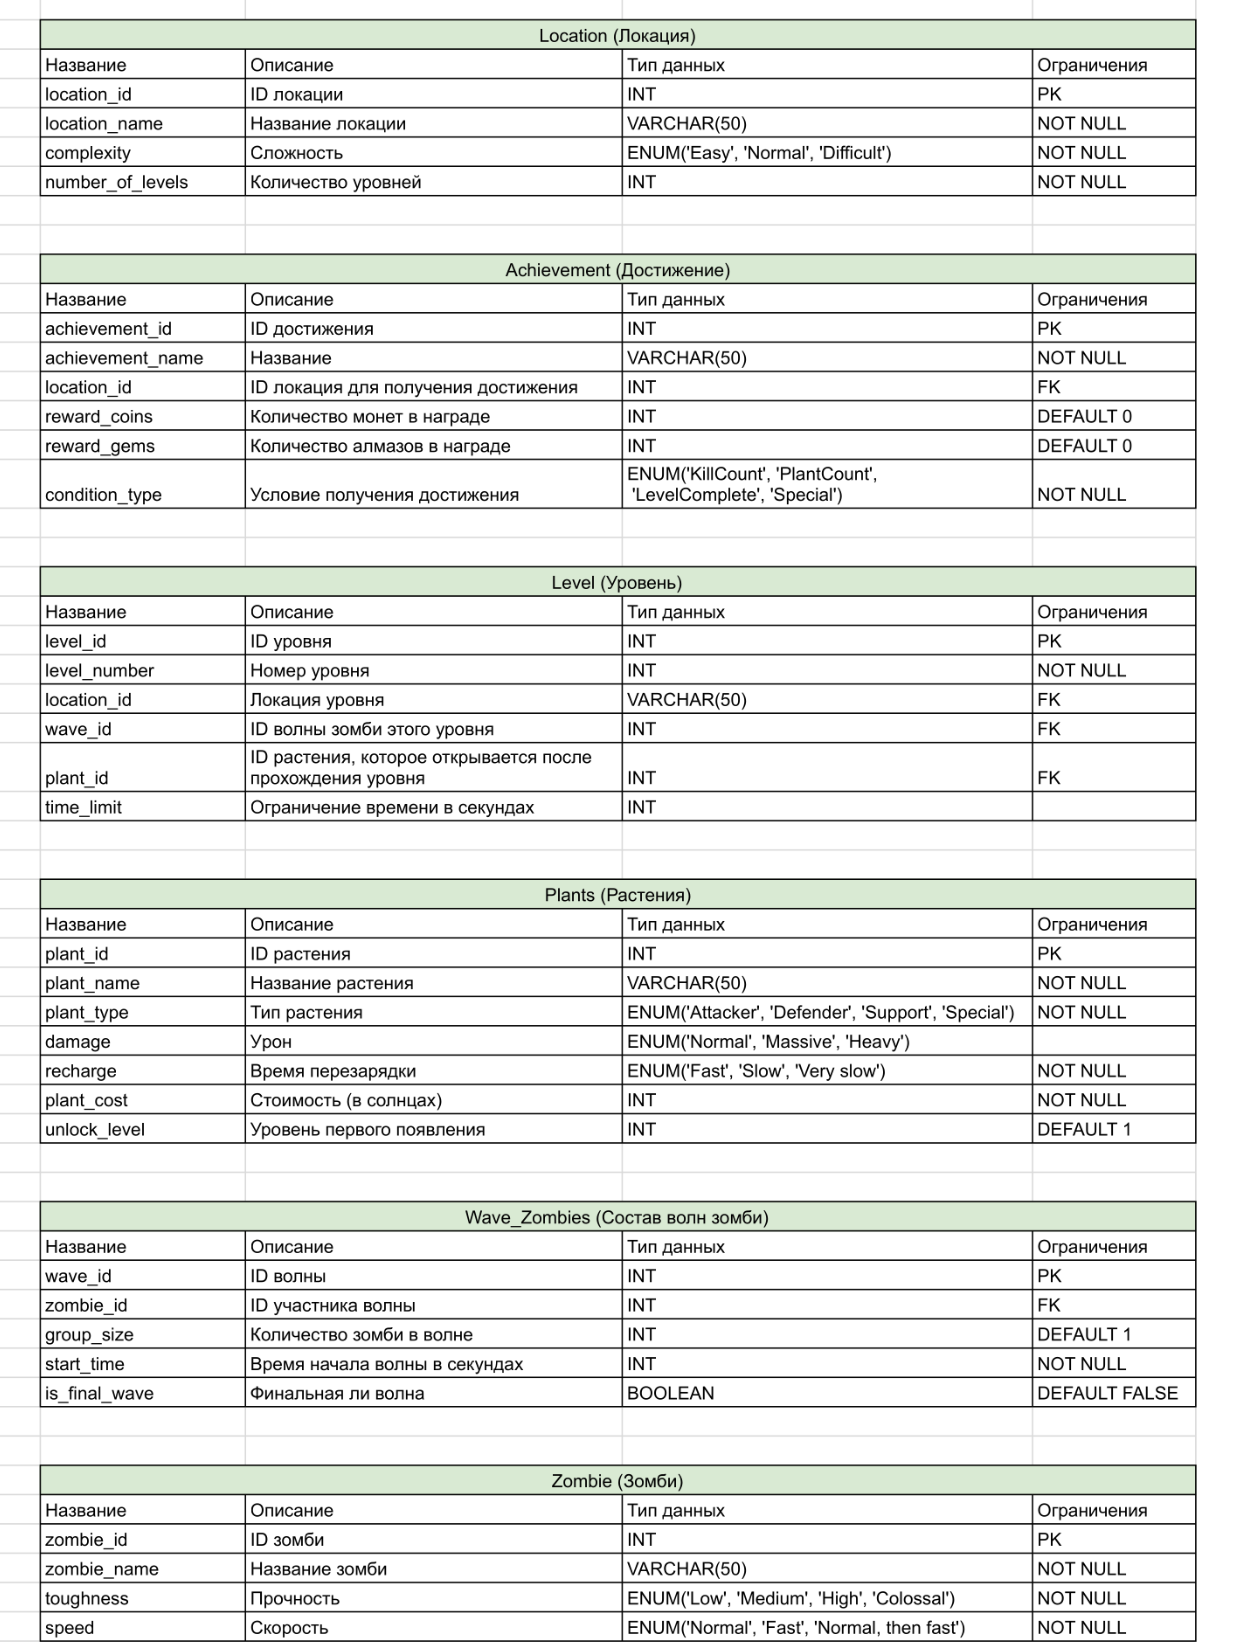 Location (Локация)
Название Описание Тип данных Ограничения
location_id ID локации INT PK
location_name Название локации VARCHAR(50) NOT NULL
complexity Сложность ENUM('Easy', 'Normal', 'Difficult') NOT NULL
number_of_levels Количество уровней INT NOT NULL
Achievement (Достижение)
Название Описание Тип данных Ограничения
achievement_id ID достижения INT PK
achievement_name Название VARCHAR(50) NOT NULL
location_id ID локация для получения достижения INT FK
reward_coins Количество монет в награде INT DEFAULT 0
reward_gems Количество алмазов в награде INT DEFAULT 0
ENUM('KillCount', 'PlantCount',
condition_type Условие получения достижения 'LevelComplete', 'Special') NOT NULL
Level (Уровень)
Название Описание Тип данных Ограничения
level_id ID уровня INT PK
level_number Номер уровня INT NOT NULL
location_id Локация уровня VARCHAR(50) FK
wave_id ID волны зомби этого уровня INT FK
ID растения, которое открывается после
plant_id прохождения уровня INT FK
time_limit Ограничение времени в секундах INT
Plants (Растения)
Название Описание Тип данных Ограничения
plant_id ID растения INT PK
plant_name Название растения VARCHAR(50) NOT NULL
plant_type Тип растения ENUM('Attacker', 'Defender', 'Support', 'Special') NOT NULL
damage Урон ENUM('Normal', 'Massive', 'Heavy')
recharge Время перезарядки ENUM('Fast', 'Slow', 'Very slow') NOT NULL
plant_cost Стоимость (в солнцах) INT NOT NULL
unlock_level Уровень первого появления INT DEFAULT 1
Wave_Zombies (Состав волн зомби)
Название Описание Тип данных Ограничения
wave_id ID волны INT PK
zombie_id ID участника волны INT FK
group_size Количество зомби в волне INT DEFAULT 1
start_time Время начала волны в секундах INT NOT NULL
is_final_wave Финальная ли волна BOOLEAN DEFAULT FALSE
Zombie (Зомби)
Название Описание Тип данных Ограничения
zombie_id ID зомби INT PK
zombie_name Название зомби VARCHAR(50) NOT NULL
toughness Прочность ENUM('Low', 'Medium', 'High', 'Colossal') NOT NULL
speed Скорость ENUM('Normal', 'Fast', 'Normal, then fast') NOT NULL